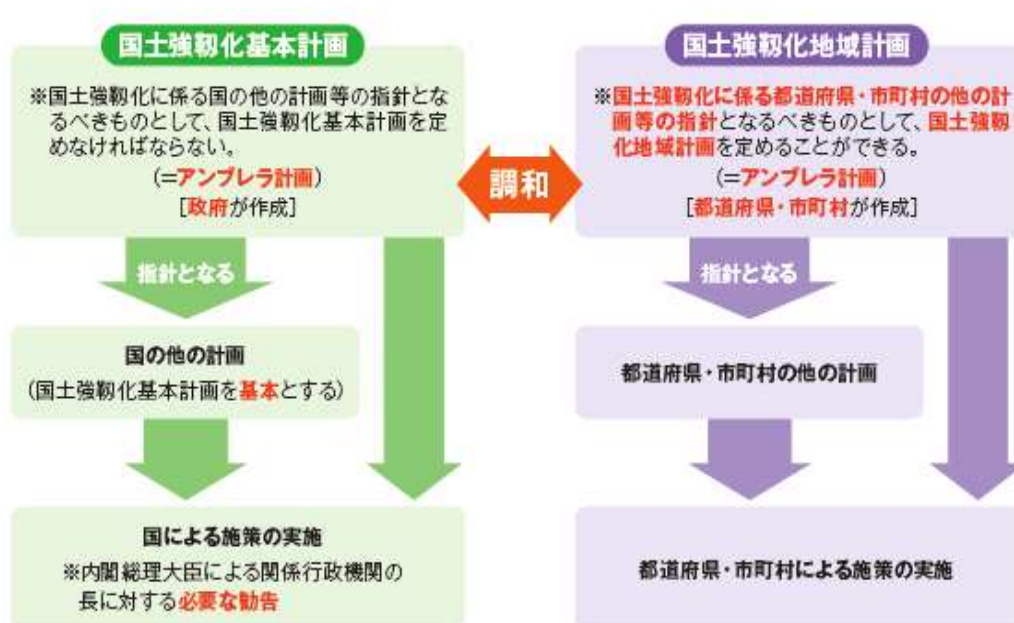 国土強靱化基本計画
※国土強靱化に係る国の他の計画等の指針とな
るべきものとして、国土強靱化基本計画を定
めなければならない。
(=アンブレラ計画)
[政府が作成]
指針となる
国の他の計画
(国土強靱化基本計画を基本とする)
国による施策の実施
※内閣総理大臣による関係行政機関の
長に対する必要な勧告
調和
国土強靱化地域計画
※国土強靱化に係る都道府県・市町村の他の計
画等の指針となるべきものとして、国土強靱
化地域計画を定めることができる。
(=アンブレラ計画)
[都道府県・市町村が作成]
指針となる
都道府県・市町村の他の計画
都道府県・市町村による施策の実施